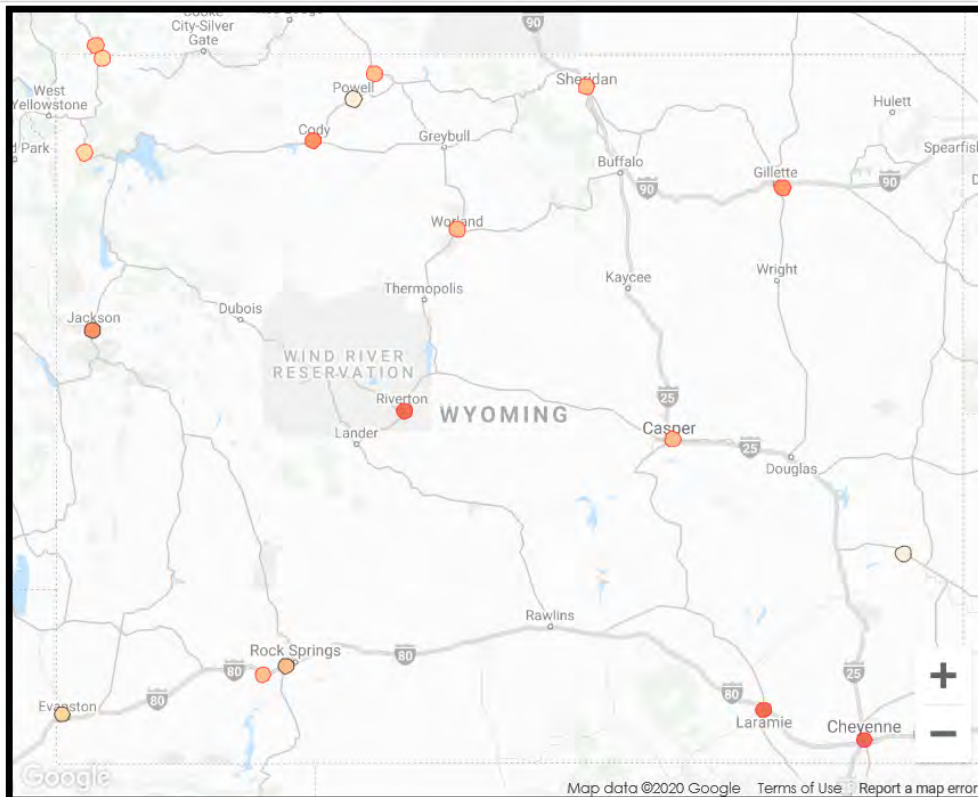 City-Silver
Gate
90
West
Yellowstone
Powell
Sheridan
Hulett
d Park
Cody
Greybull
Spearfish
Buffalo
90
Gillette
90
Worland
Thermopolis
Kaycee
Wright
Dubois
Jackson
WIND RIVER
RESERVATION
Riverton
WYOMING
25
Casper
Lander
25
Douglas
Rawlins
Rock Springs
80
80
80
Evanston
80
Laramie
25
Cheyenne
+
−
Google
Map data ©2020 Google Terms of Use Report a map error